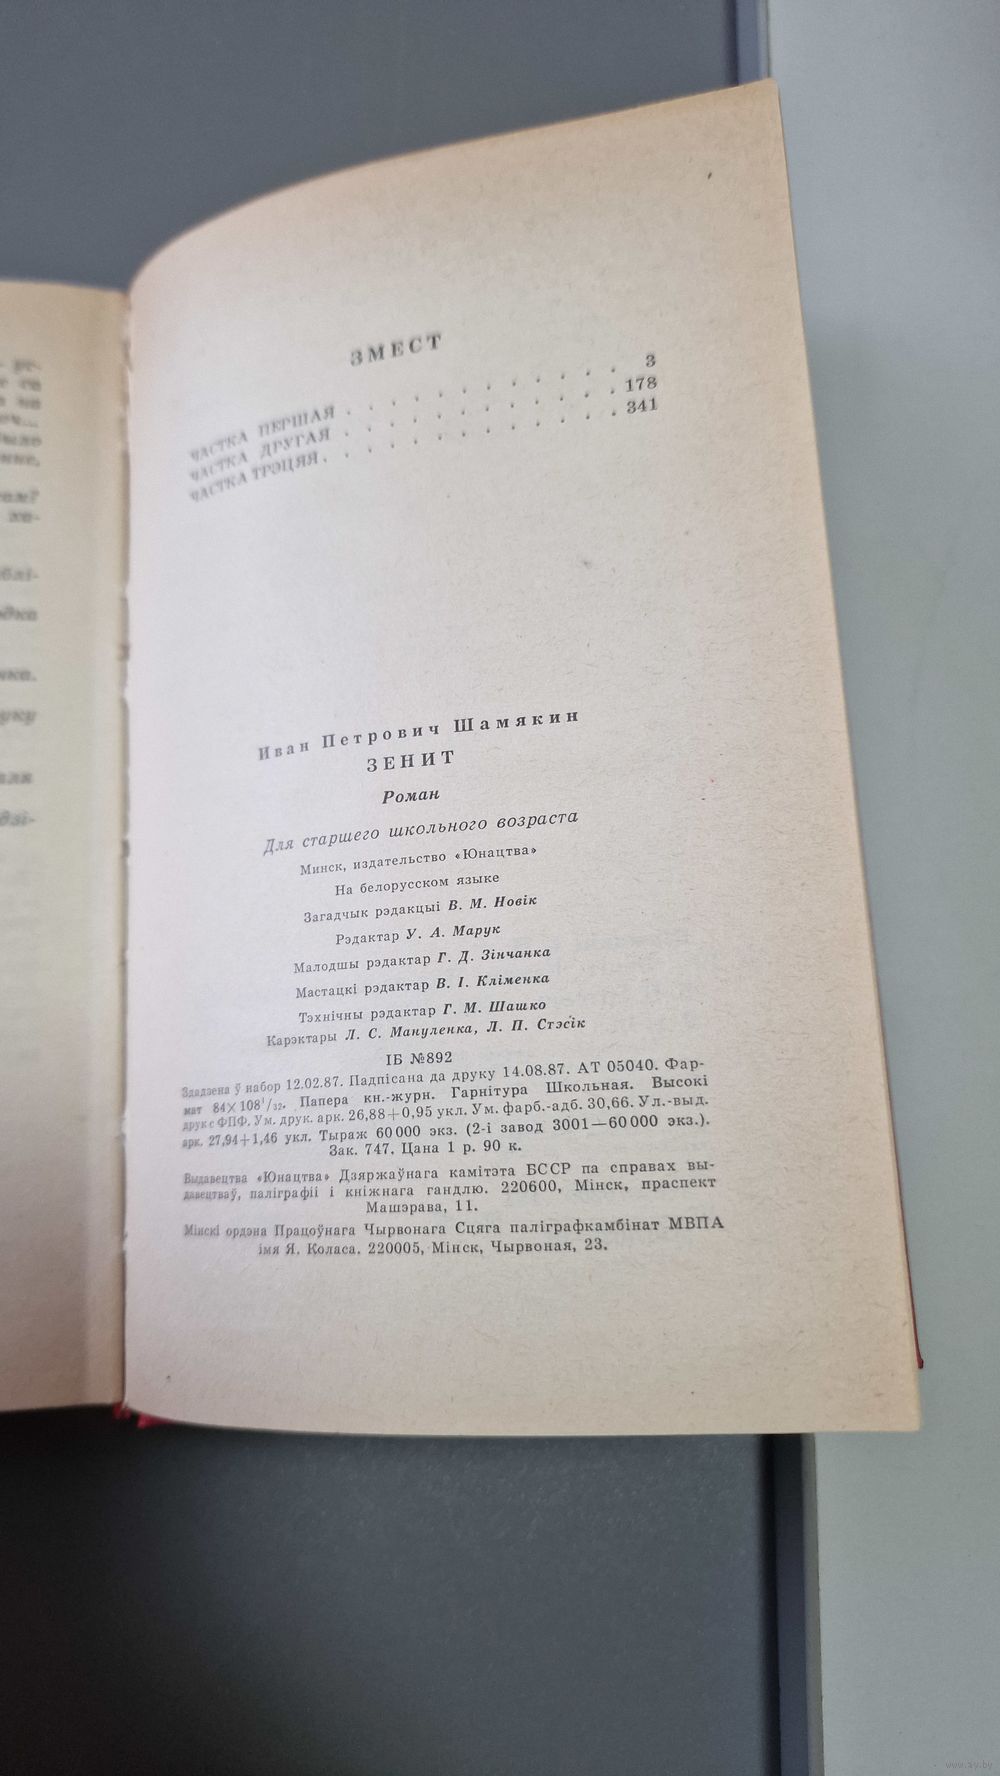 ЗМЕСТ
ЧАСТКА ПЕРШАЯ . . . . . . . . . . . 3
ЧАСТКА ДРУГАЯ . . . . . . . . . . . 178
ЧАСТКА ТРЭЦЯЯ . . . . . . . . . . . 341
Иван Петрович Шамякин
ЗЕНИТ
Роман
Для старшего школьного возраста
Минск, издательство «Юнацтва»
На белорусском языке
Загадчык рэдакцыі В. М. Новік
Рэдактар У. А. Марук
Малодшы рэдактар Г. Д. Зінчанка
Мастацкі рэдактар В. І. Кліменка
Тэхнічны рэдактар Г. М. Шашко
Карэктары Л. С. Мануленка, Л. П. Стэсік
ІБ №892
Здадзена ў набор 12.02.87. Падпісана да друку 14.08.87. АТ 05040. Фар-
мат 84×108¹/₃₂. Папера кн.-журн. Гарнітура Школьная. Высокі
друк с ФПФ. Ум. друк. арк. 26,88+0,95 укл. Ум. фарб.-адб. 30,66. Ул.-выд.
арк. 27,94+1,46 укл. Тыраж 60 000 экз. (2-і завод 3001—60 000 экз.).
Зак. 747. Цана 1 р. 90 к.
Выдавецтва «Юнацтва» Дзяржаўнага камітэта БССР па справах вы-
давецтваў, паліграфіі і кніжнага гандлю. 220600, Мінск, праспект
Машэрава, 11.
Мінскі ордэна Працоўнага Чырвонага Сцяга паліграфкамбінат МВПА
імя Я. Коласа. 220005, Мінск, Чырвоная, 23.
www.ay.by